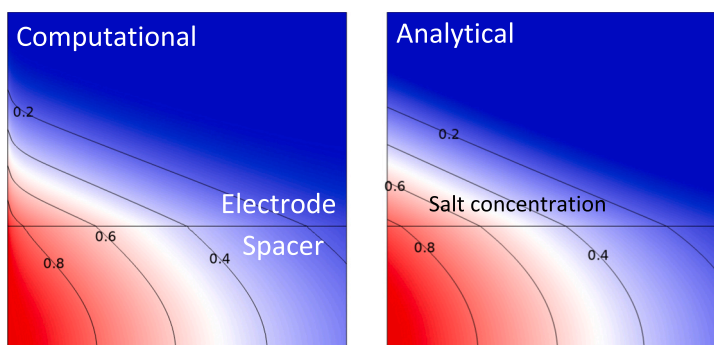 Computational
Analytical
0.2
0.2
0.6
Electrode
Salt concentration
Spacer
0.6
0.8
0.4
0.8
0.4